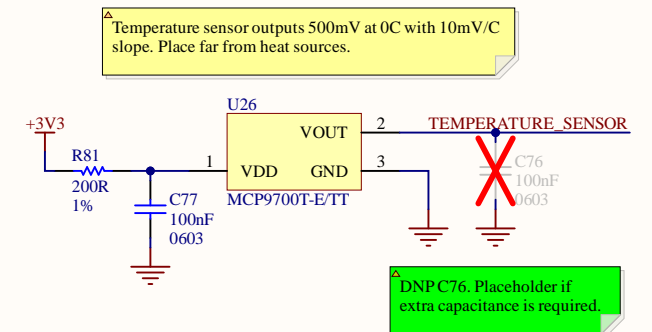 Temperature sensor outputs 500mV at 0C with 10mV/C
slope. Place far from heat sources.
U26
+3V3
R81
200R
1%
1
VDD
VOUT
GND
2
3
TEMPERATURE_SENSOR
MCP9700T-E/TT
C77
100nF
0603
C76
100nF
0603
DNP C76. Placeholder if
extra capacitance is required.